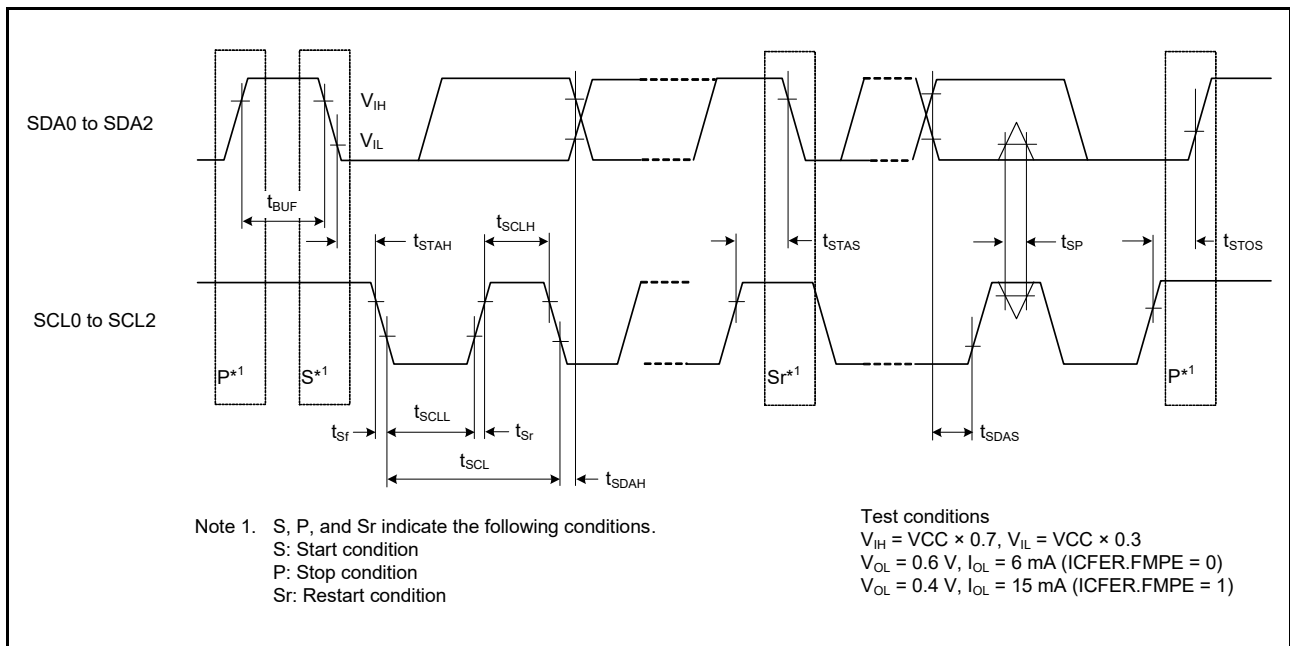 SDA0 to SDA2
VIH
VIL
tBUF
tSTAH
tSCLH
tSTAS
tSP
tSTOS
SCL0 to SCL2
P*1
S*1
Sr*1
P*1
tSf
tSCLL
tSr
tSCL
tSDAH
tSDAS
Note 1. S, P, and Sr indicate the following conditions.
S: Start condition
P: Stop condition
Sr: Restart condition
Test conditions
VIH = VCC × 0.7, VIL = VCC × 0.3
VOL = 0.6 V, IOL = 6 mA (ICFER.FMPE = 0)
VOL = 0.4 V, IOL = 15 mA (ICFER.FMPE = 1)